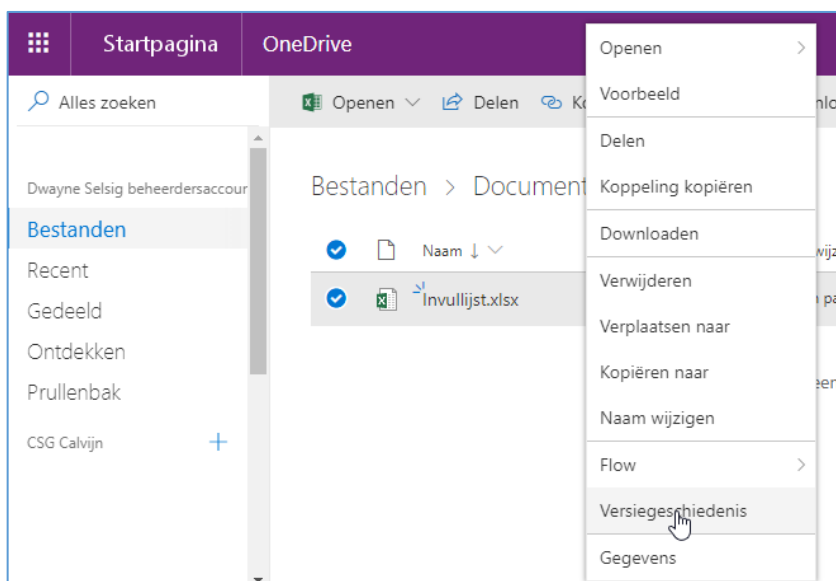 Startpagina
OneDrive
Alles zoeken
Openen
Delen
Dwayne Selsig beheerdersaccour
Bestanden
Recent
Gedeeld
Ontdekken
Prullenbak
CSG Calvijn
Bestanden > Document
Naam
Invullijst.xlsx
Openen
Voorbeeld
Delen
Koppeling kopiëren
Downloaden
Verwijderen
Verplaatsen naar
Kopiëren naar
Naam wijzigen
Flow
Versiegeschiedenis
Gegevens